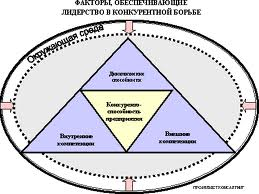 ФАКТОРЫ, ОБЕСПЕЧИВАЮЩИЕ
ЛИДЕРСТВО В КОНКУРЕНТНОЙ БОРЬБЕ
Окружающая среда
Динамические
способности
Конкуренто-
способность
предприятия
Внутренние
компетенции
Внешние
компетенции